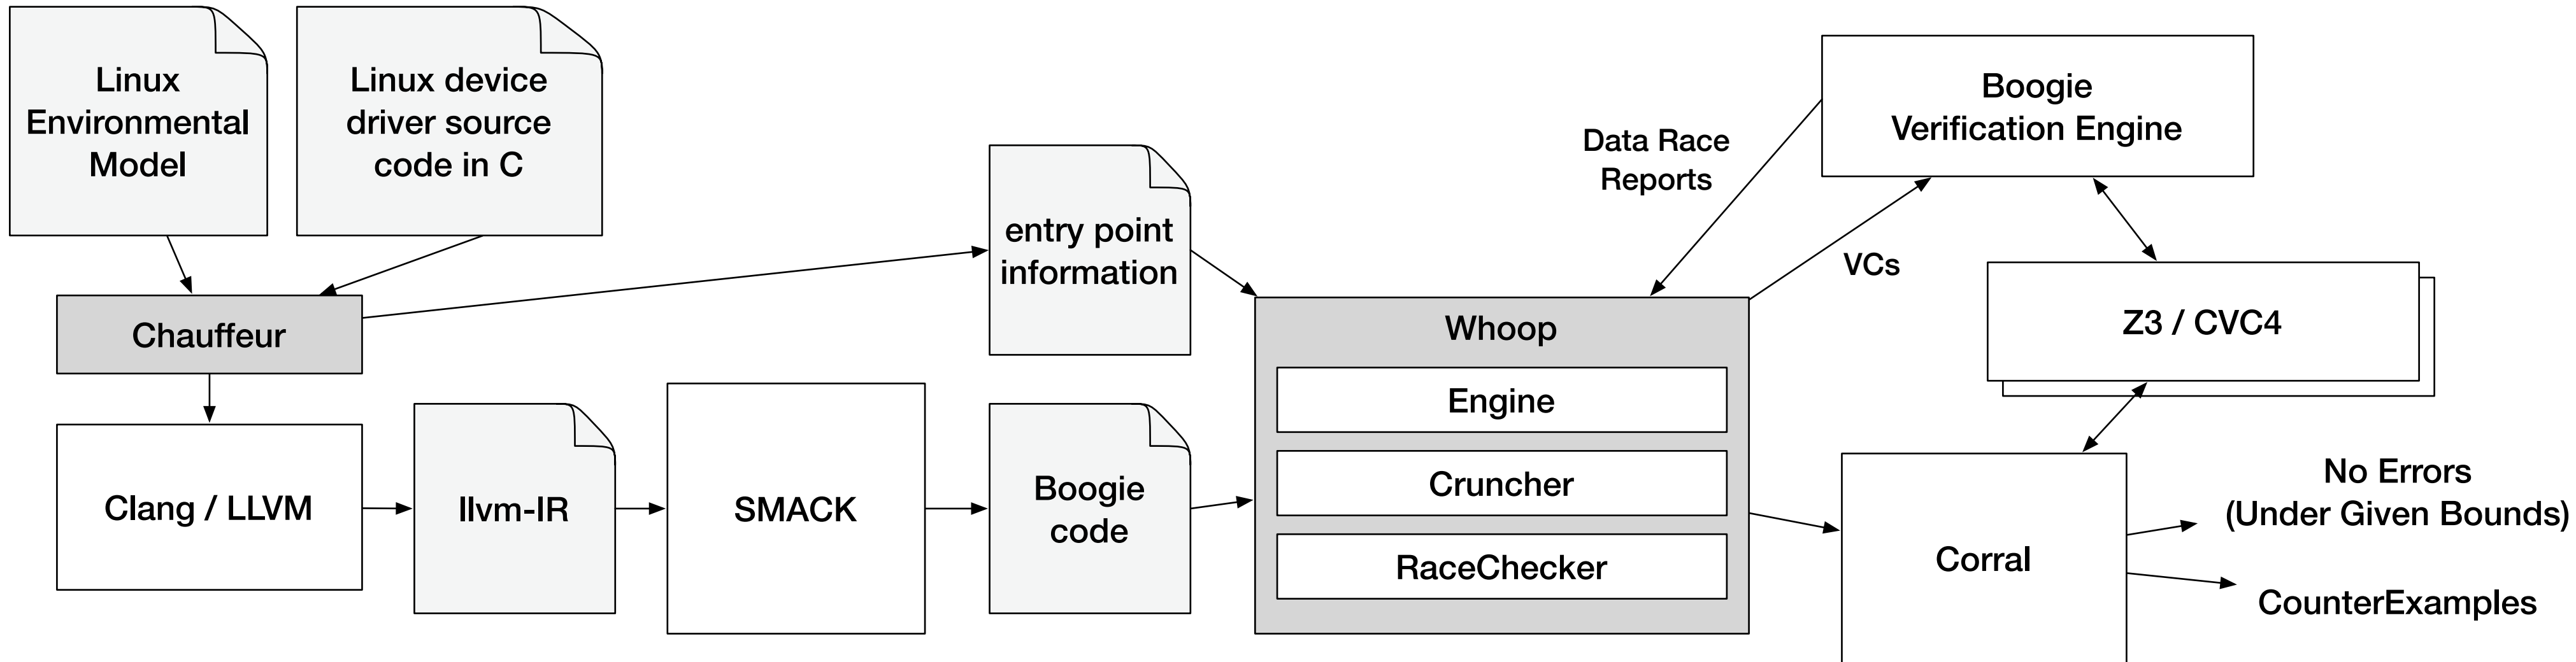 Linux
Environmental
Model
Linux device
driver source
code in C
Chauffeur
Clang / LLVM
llvm-IR
SMACK
entry point
information
Boogie
code
Whoop
Engine
Cruncher
RaceChecker
Data Race
Reports
VCs
Boogie
Verification Engine
Z3 / CVC4
Corral
No Errors
(Under Given Bounds)
CounterExamples